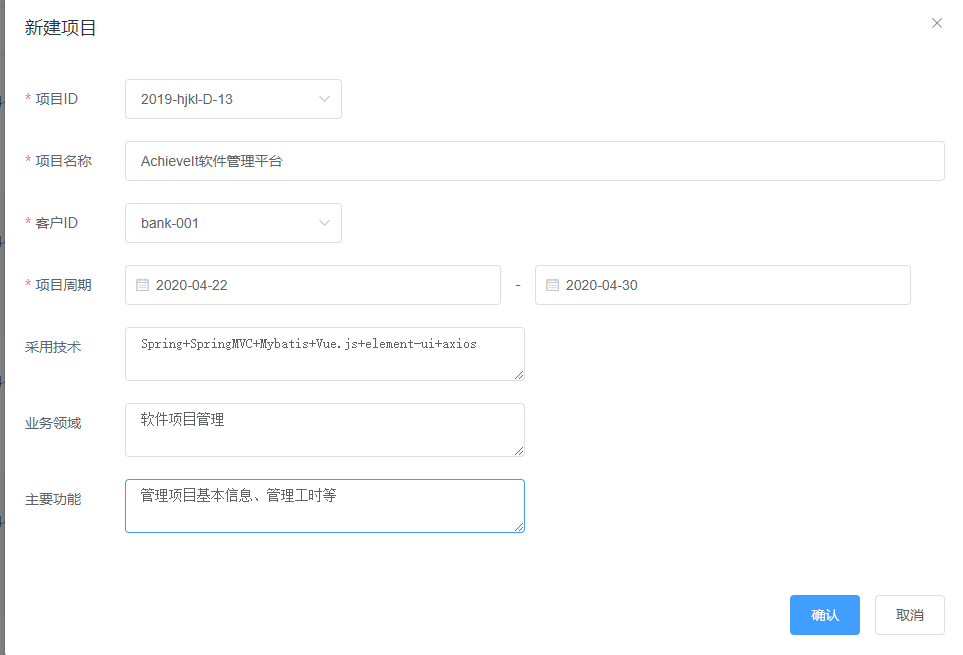 新建项目
* 项目ID 2019-hjkl-D-13
* 项目名称 AchieveIt软件管理平台
* 客户ID bank-001
* 项目周期 2020-04-22 - 2020-04-30
采用技术 Spring+SpringMVC+Mybatis+Vue.js+element-ui+axios
业务领域 软件项目管理
主要功能 管理项目基本信息、管理工时等
确认 取消